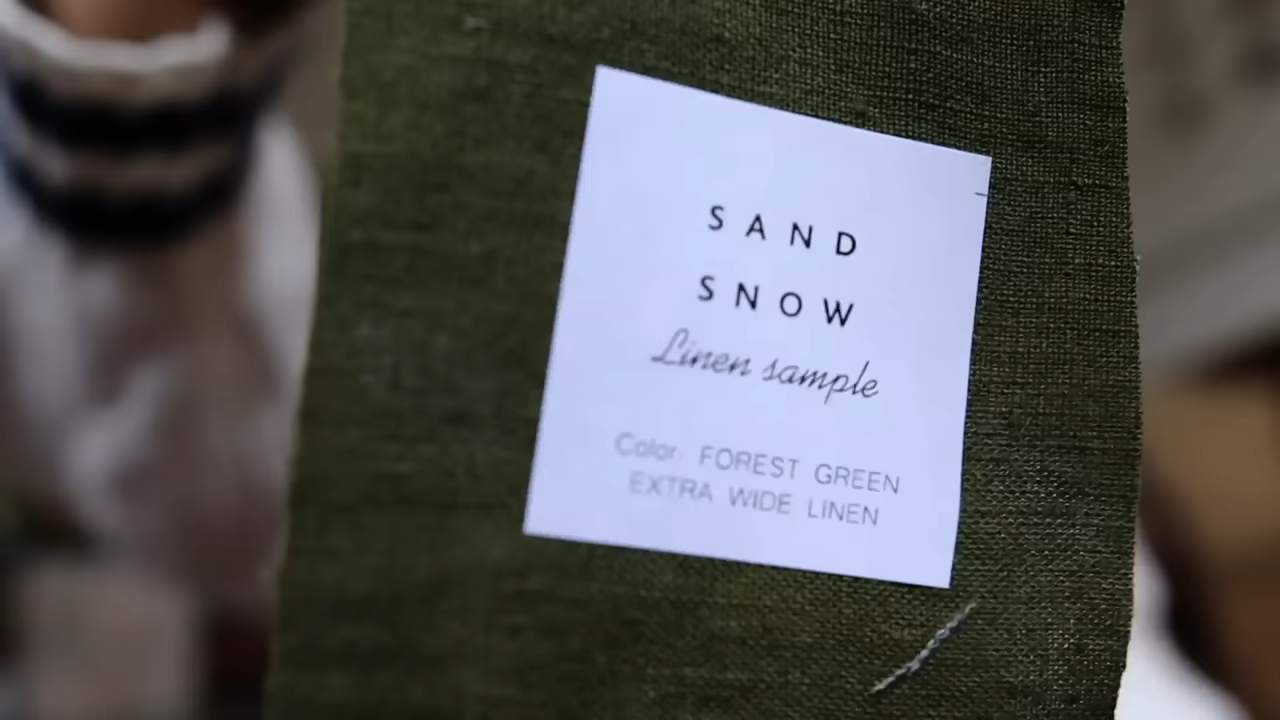 SAND
SNOW
Linen sample
Color: FOREST GREEN
EXTRA WIDE LINEN